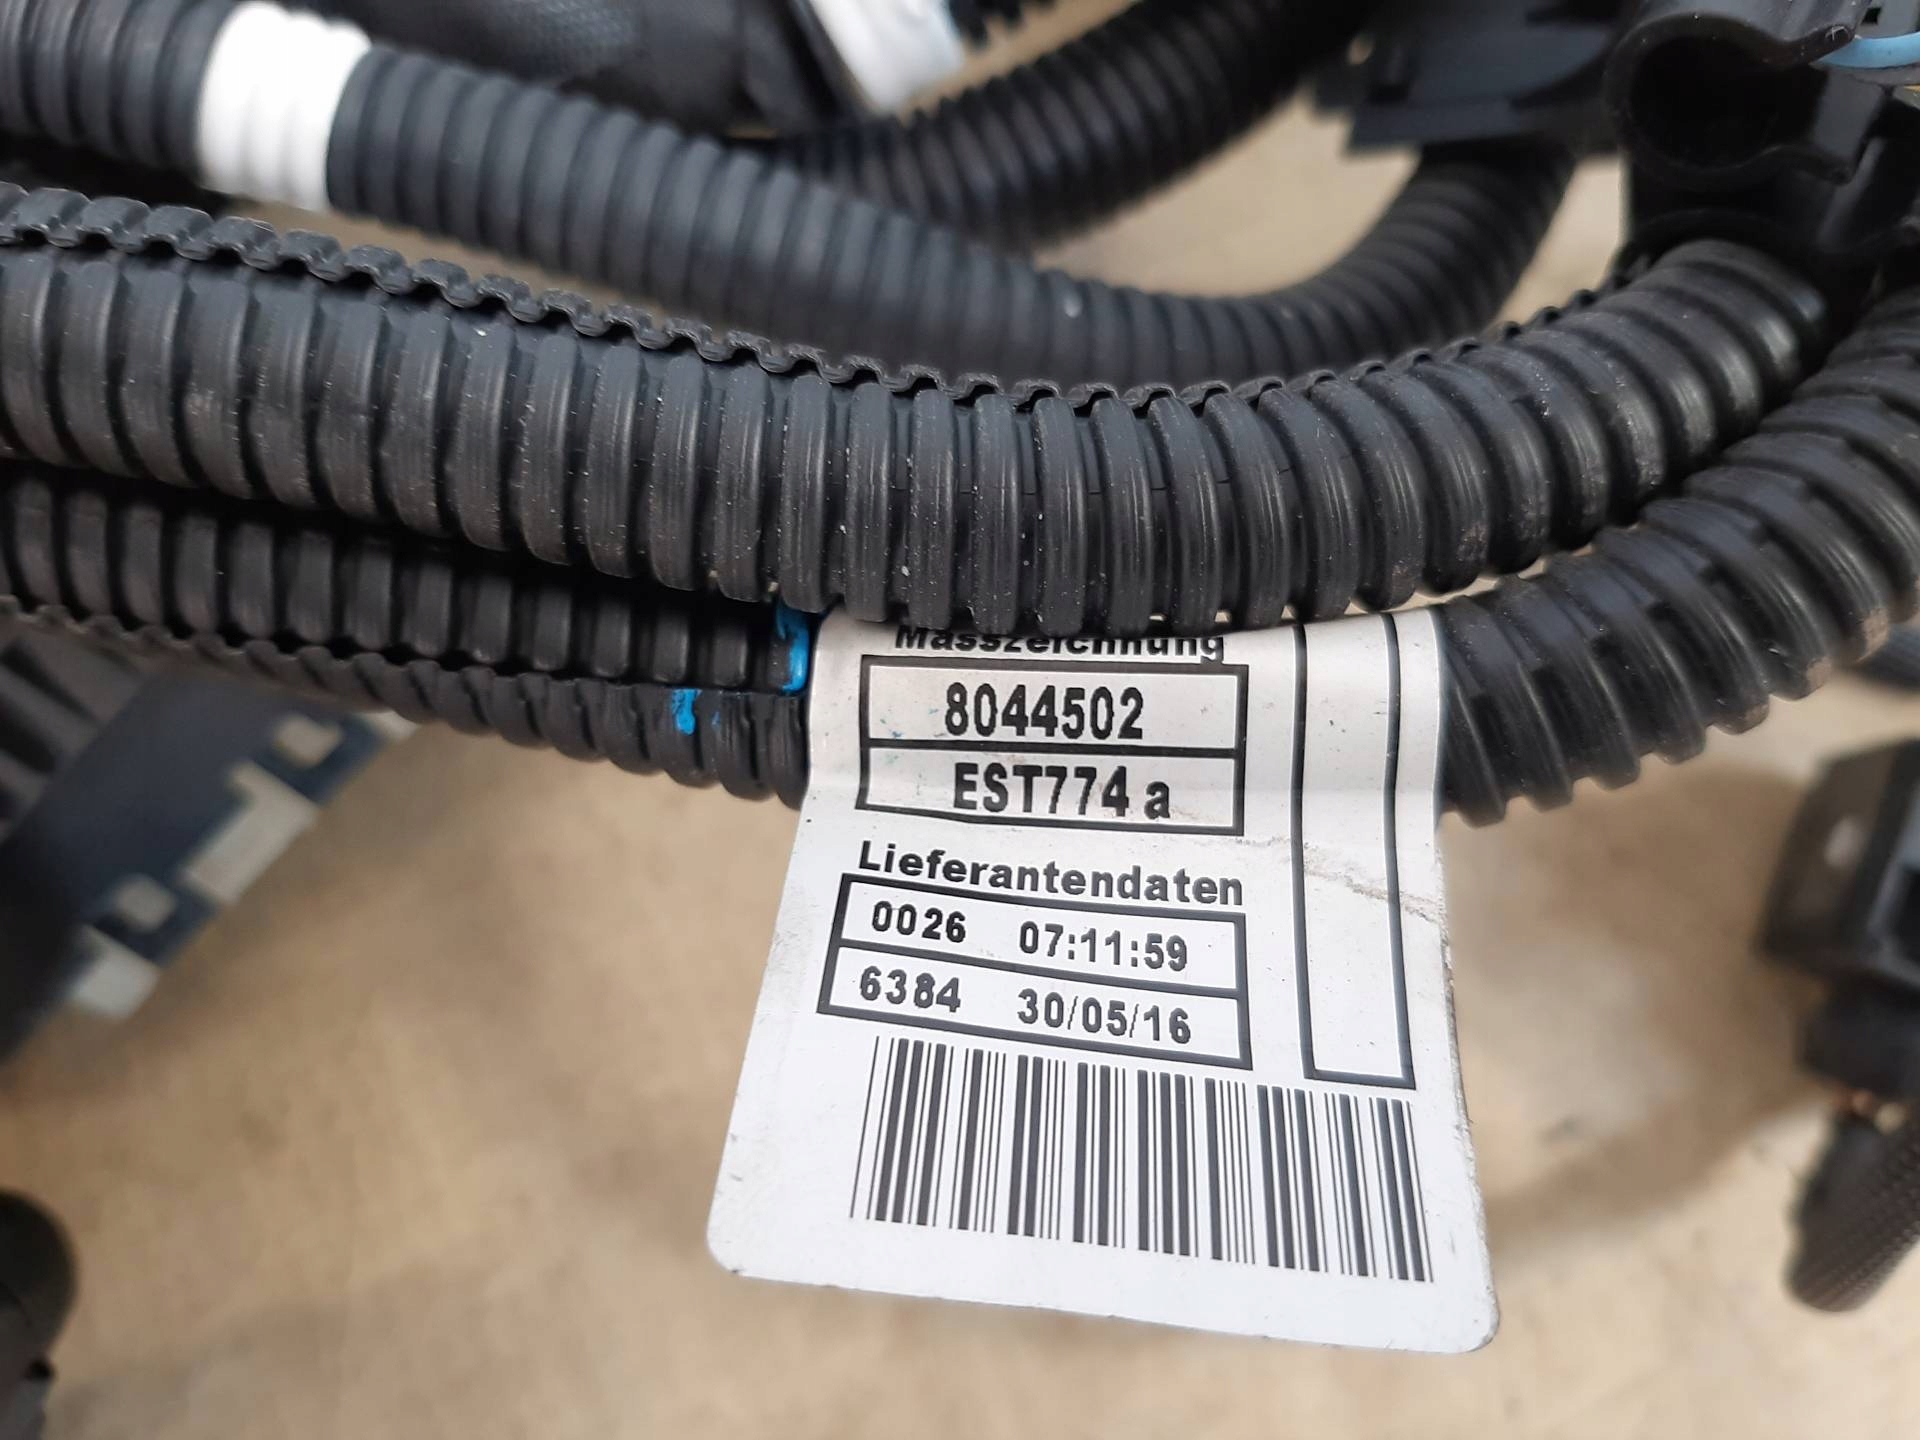 Masszeichnung
8044502
EST774 a
Lieferantendaten
0026 07:11:59
6384 30/05/16